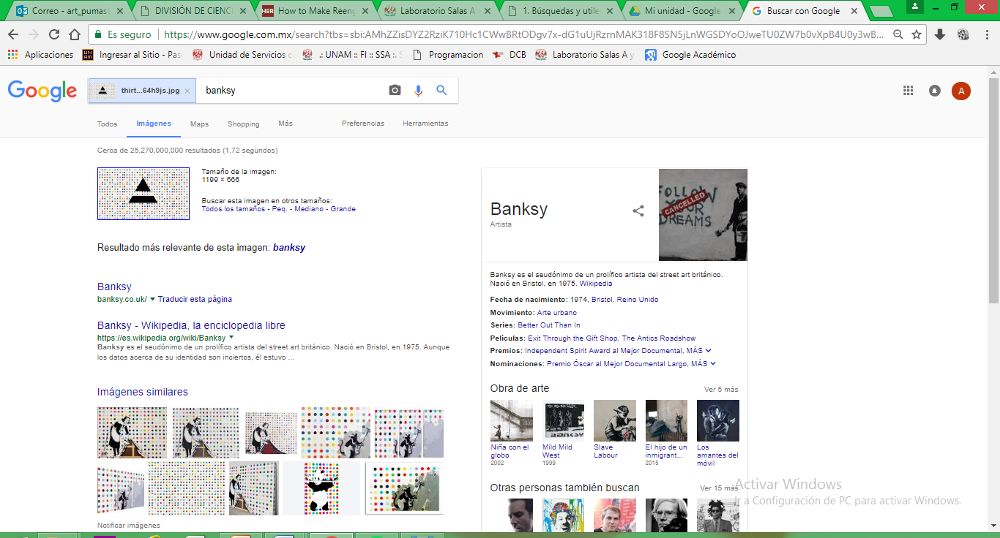 Correo - art_pumas
DIVISIÓN DE CIENCI
How to Make Reeng
Laboratorio Salas A
1. Búsquedas y utile
Mi unidad - Google
Buscar con Google
Es seguro
https://www.google.com.mx/search?tbs=sbi:AMhZZisDYZ2RziK710Hc1CWwBRtODgv7x-dG1uUjRzrnMAK318F8SN5jLnWGSDYoOJweTU0ZW7b0vXpB4U0y3wB...
Aplicaciones
Ingresar al Sitio - Pas
Unidad de Servicios c
.: UNAM :: FI :: SSA :. S
Programacion
DCB
Laboratorio Salas A y
Google Académico
Google
thirt...64h9js.jpg
banksy
A
Todos
Imágenes
Maps
Shopping
Más
Preferencias
Herramientas
Cerca de 25,270,000,000 resultados (1.72 segundos)
Tamaño de la imagen:
1199 × 666
Buscar esta imagen en otros tamaños:
Todos los tamaños - Peq. - Mediano - Grande
Resultado más relevante de esta imagen: banksy
Banksy
banksy.co.uk/ Traducir esta página
Banksy - Wikipedia, la enciclopedia libre
https://es.wikipedia.org/wiki/Banksy
Banksy es el seudónimo de un prolífico artista del street art británico. Nació en Bristol, en 1975. Aunque
los datos acerca de su identidad son inciertos, él estuvo ...
Imágenes similares
Notificar imágenes
Banksy
Artista
FOLLOW
YOUR
DREAMS
CANCELLED
Banksy es el seudónimo de un prolífico artista del street art británico.
Nació en Bristol, en 1975. Wikipedia
Fecha de nacimiento: 1974, Bristol, Reino Unido
Movimiento: Arte urbano
Series: Better Out Than In
Películas: Exit Through the Gift Shop, The Antics Roadshow
Premios: Independent Spirit Award al Mejor Documental, MÁS
Nominaciones: Premio Óscar al Mejor Documental Largo, MÁS
Obra de arte
Ver 5 más
BANKSY
Niña con el
globo
2002
Mild Mild
West
1999
Slave
Labour
El hijo de un
inmigrant...
2015
Los
amantes del
móvil
Otras personas también buscan
Ver 15 más
Activar Windows
Ir a Configuración de PC para activar Windows.